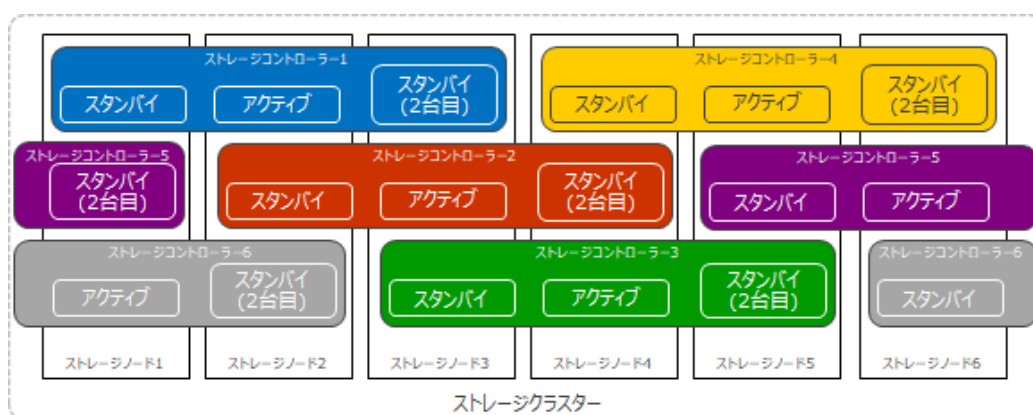 ストレージコントローラー1
スタンバイ
アクティブ
スタンバイ
(2台目)
ストレージコントローラー4
スタンバイ
アクティブ
スタンバイ
(2台目)
ストレージコントローラー5
スタンバイ
(2台目)
ストレージコントローラー2
スタンバイ
アクティブ
スタンバイ
(2台目)
ストレージコントローラー5
スタンバイ
アクティブ
ストレージコントローラー6
アクティブ
スタンバイ
(2台目)
ストレージコントローラー3
スタンバイ
アクティブ
スタンバイ
(2台目)
ストレージコントローラー6
スタンバイ
ストレージノード1
ストレージノード2
ストレージノード3
ストレージノード4
ストレージノード5
ストレージノード6
ストレージクラスター